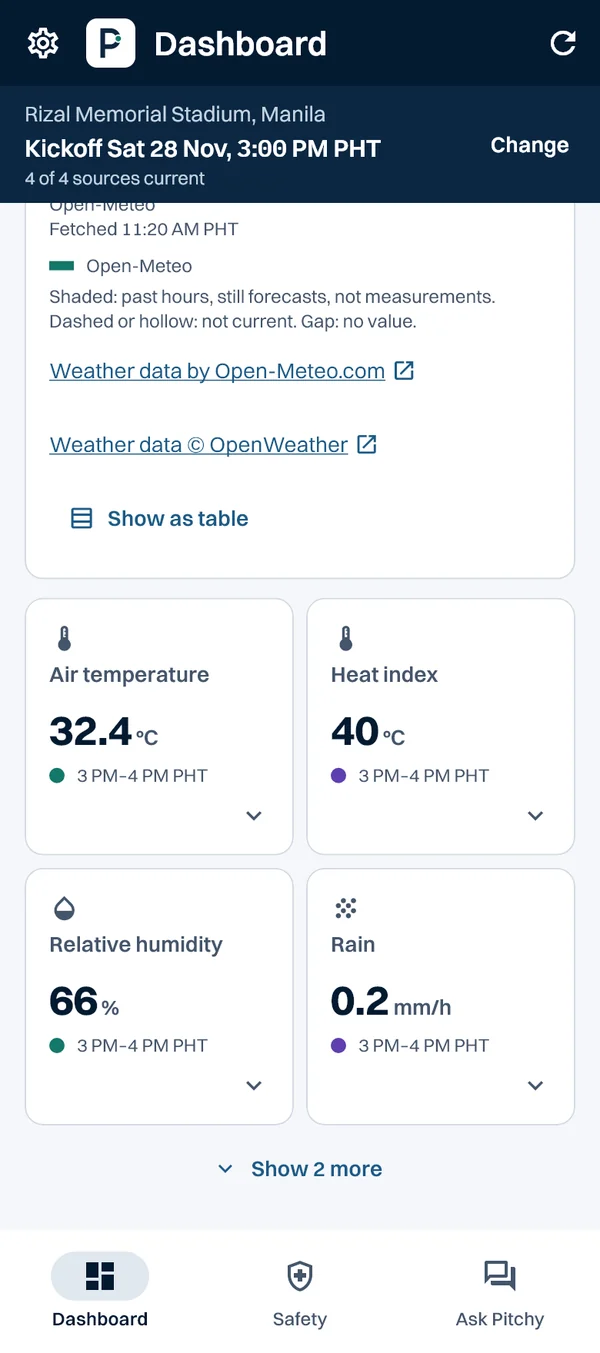 Dashboard
Rizal Memorial Stadium, Manila
Kickoff Sat 28 Nov, 3:00 PM PHT
Change
4 of 4 sources current
Open-Meteo
Fetched 11:20 AM PHT
Open-Meteo
Shaded: past hours, still forecasts, not measurements.
Dashed or hollow: not current. Gap: no value.
Weather data by Open-Meteo.com
Weather data © OpenWeather
Show as table
Air temperature
32.4 °C
3 PM–4 PM PHT
Heat index
40 °C
3 PM–4 PM PHT
Relative humidity
66 %
3 PM–4 PM PHT
Rain
0.2 mm/h
3 PM–4 PM PHT
Show 2 more
Dashboard
Safety
Ask Pitchy